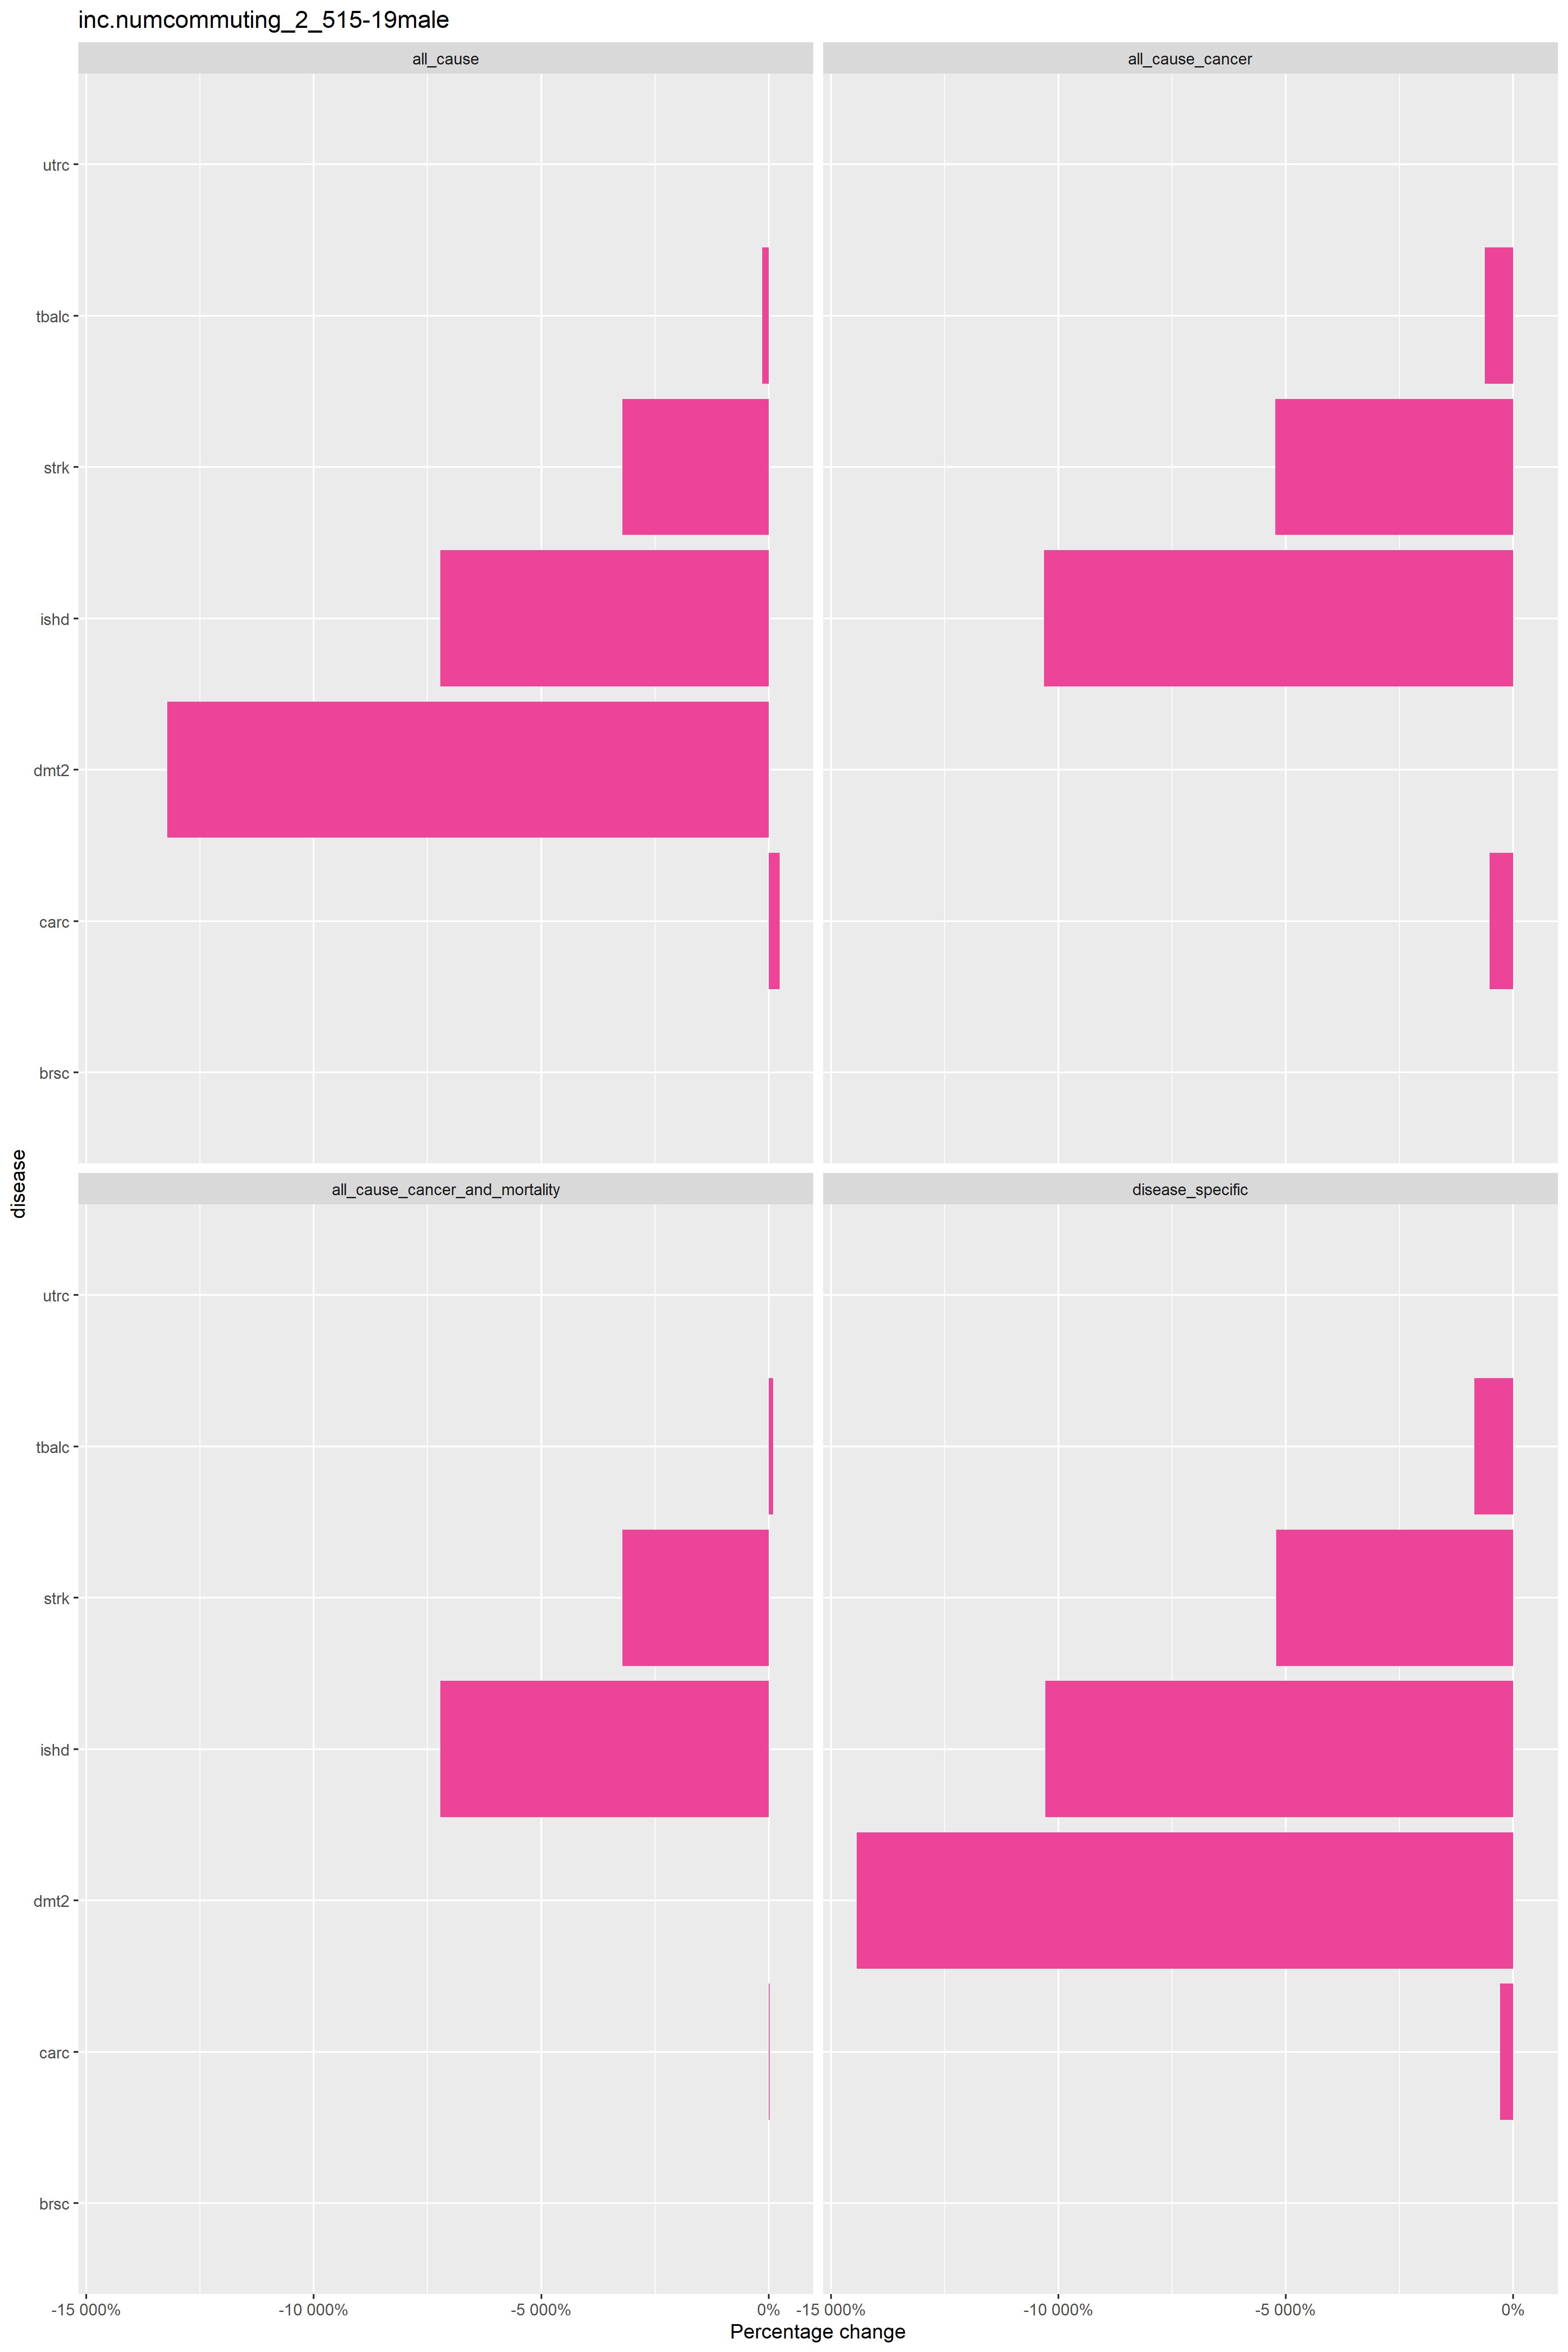 inc.numcommuting_2_515-19male
all_cause
all_cause_cancer
utrc
tbalc
strk
ishd
dmt2
carc
brsc
disease
all_cause_cancer_and_mortality
disease_specific
utrc
tbalc
strk
ishd
dmt2
carc
brsc
-15 000% -10 000% -5 000% 0% -15 000% -10 000% -5 000% 0%
Percentage change